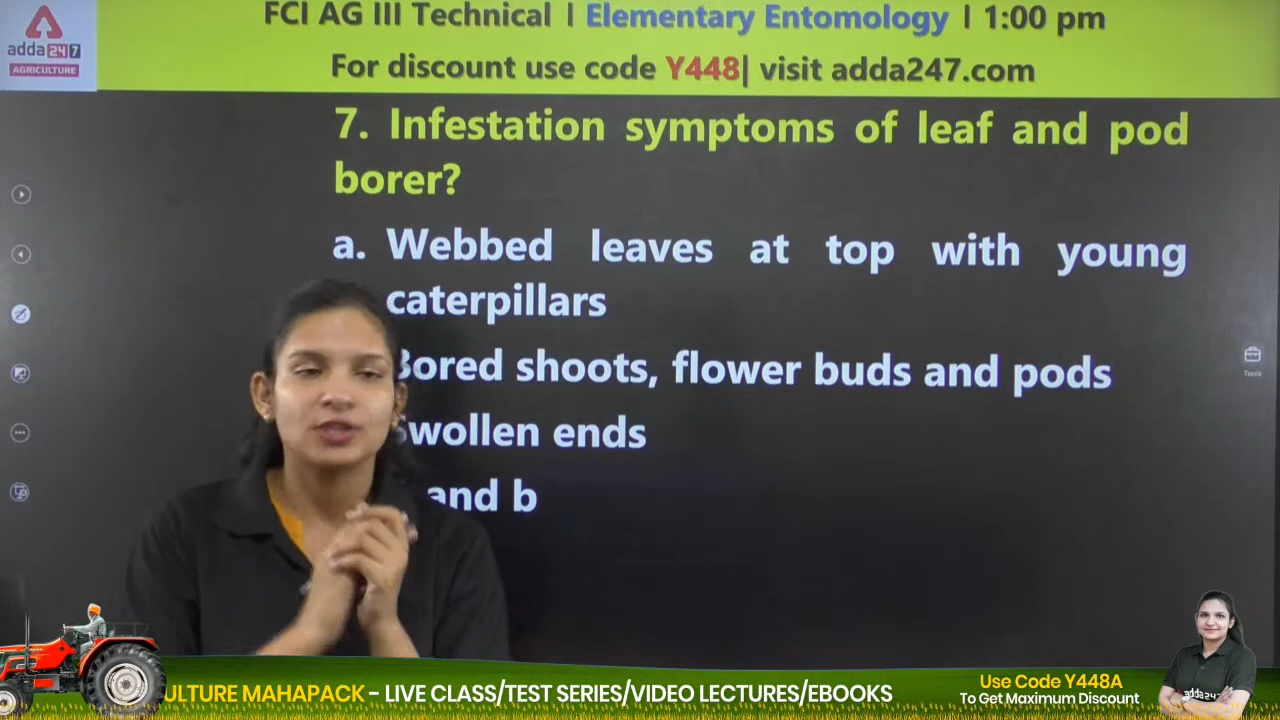 FCI AG III Technical I Elementary Entomology I 1:00 pm
For discount use code Y448| visit adda247.com
adda247
AGRICULTURE
7. Infestation symptoms of leaf and pod
borer?
a. Webbed leaves at top with young
caterpillars
Bored shoots, flower buds and pods
Swollen ends
and b
Tools
ULTURE MAHAPACK - LIVE CLASS/TEST SERIES/VIDEO LECTURES/EBOOKS
Use Code Y448A
To Get Maximum Discount
adda247